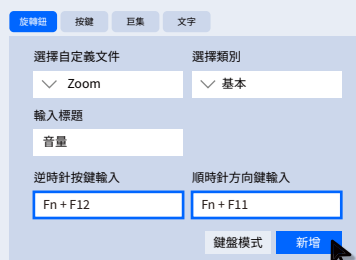 旋轉鈕 按鍵 巨集 文字
選擇自定義文件 選擇類別
Zoom 基本
輸入標題
音量
逆時針按鍵輸入 順時針方向鍵輸入
Fn + F12 Fn + F11
鍵盤模式 新增